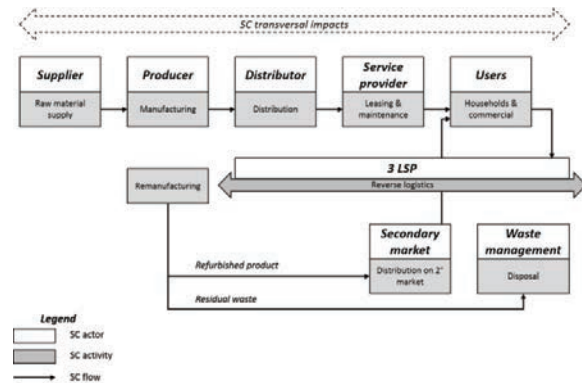 SC transversal impacts
Supplier
Raw material
supply
Producer
Manufacturing
Distributor
Distribution
Service
provider
Leasing &
maintenance
Users
Households &
commercial
3 LSP
Reverse logistics
Remanufacturing
Secondary
market
Distribution on 2°
market
Waste
management
Disposal
Refurbished product
Residual waste
Legend
SC actor
SC activity
SC flow